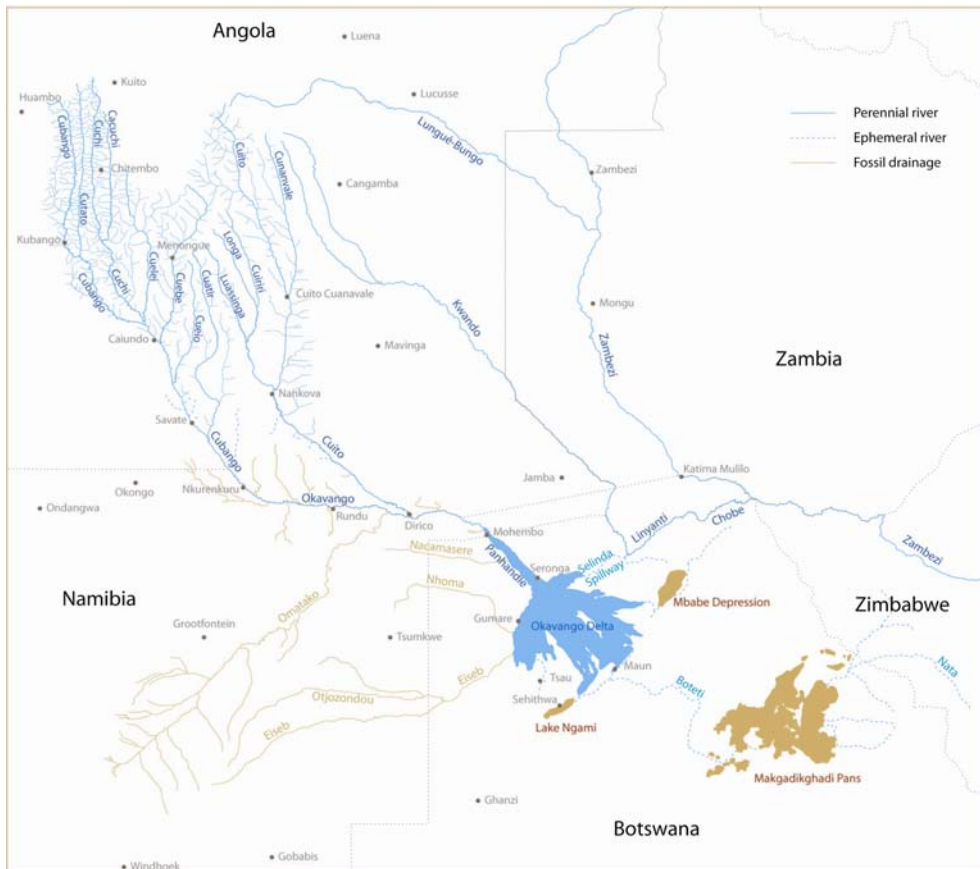 Angola
Luena
Kuito
Huambo
Lucusse
Cubango
Cuchi
Cacuchi
Lungué-Bungo
Perennial river
Ephemeral river
Fossil drainage
Cuito
Cunanvale
Chitembo
Cangamba
Zambezi
Cutato
Kubango
Menongue
Longa
Cuelei
Cuiriri
Cuchi
Cubango
Cuebe
Cuatir
Luassinga
Cuito Cuanavale
Kwando
Mongu
Cueio
Caiundo
Mavinga
Zambezi
Zambia
Nankova
Savate
Cubango
Cuito
Okongo
Nkurenkuru
Jamba
Katima Mulilo
Ondangwa
Okavango
Rundu
Dirico
Linyanti
Chobe
Mohembo
Zambezi
Nacamasere
Panhandle
Seronga
Selinda
Spillway
Namibia
Nhoma
Mbabe Depression
Zimbabwe
Omatako
Grootfontein
Tsumkwe
Gumare
Okavango Delta
Nata
Maun
Tsau
Eiseb
Otjozondou
Sehithwa
Boteti
Eiseb
Lake Ngami
Makgadikghadi Pans
Ghanzi
Botswana
Gobabis
Windhoek